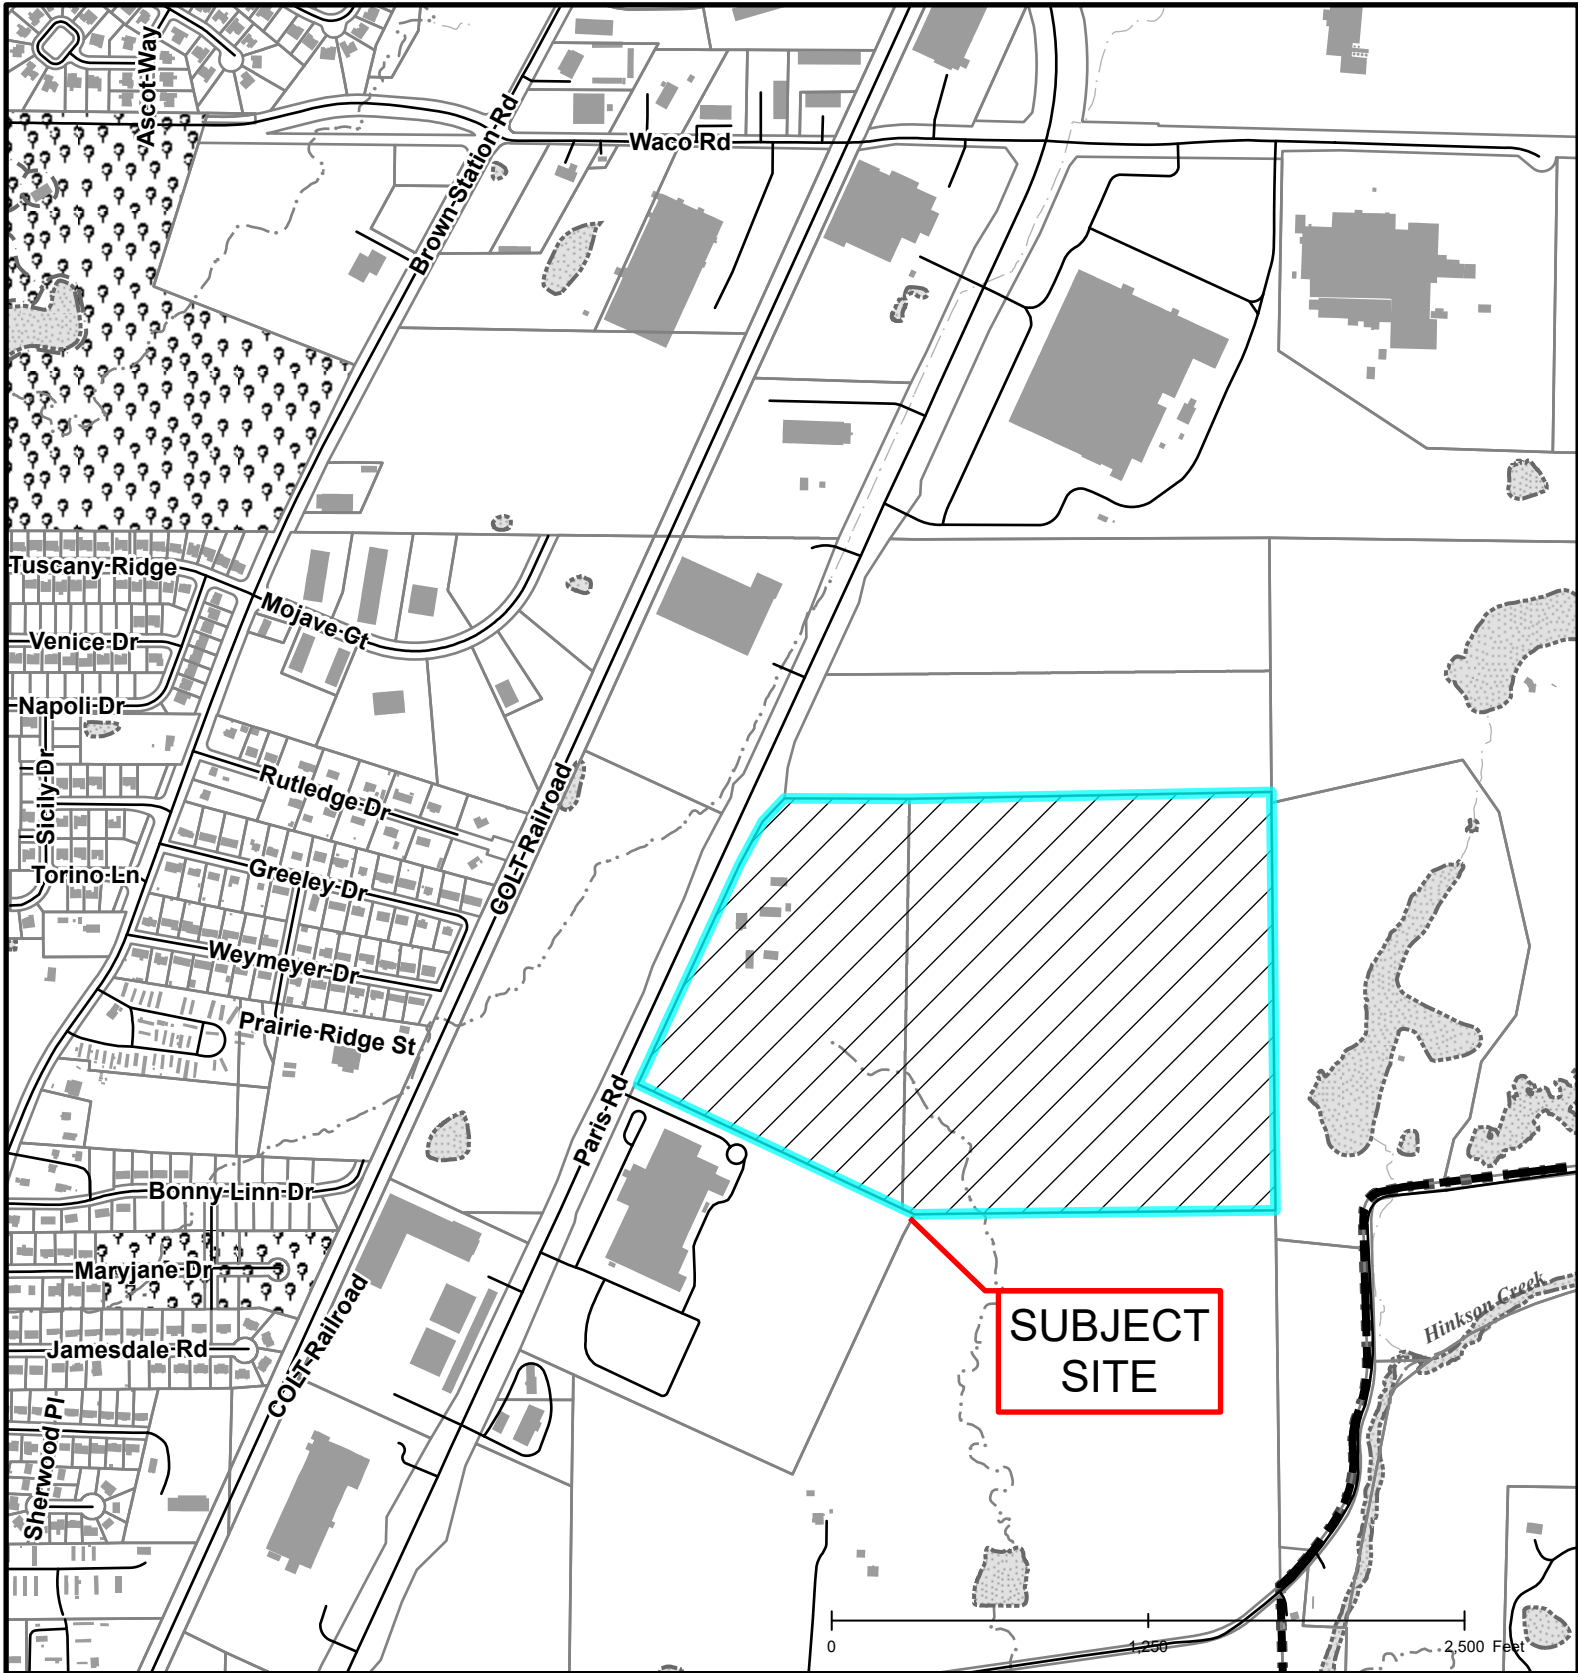 Ascot Way
Brown Station Rd
Waco Rd
Tuscany Ridge
Mojave Ct
Venice Dr
Napoli Dr
Sicily Dr
Rutledge Dr
COLT Railroad
Torino Ln
Greeley Dr
Weymeyer Dr
Prairie Ridge St
Paris Rd
Bonny Linn Dr
Maryjane Dr
COLT Railroad
Jamesdale Rd
Sherwood Pl
Hinkson Creek
SUBJECT
SITE
0 1,250 2,500 Feet